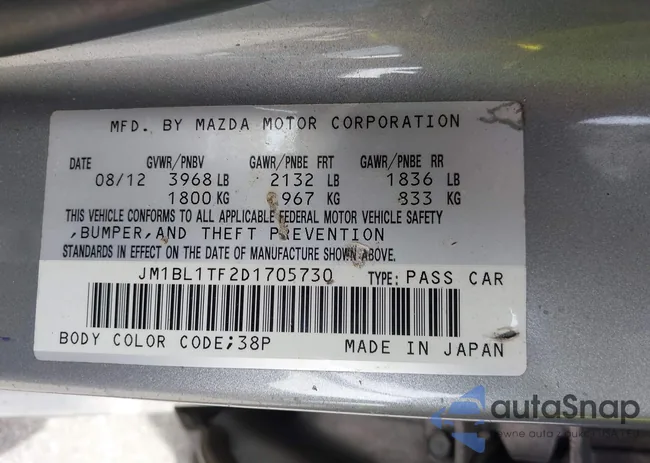 MFD. BY MAZDA MOTOR CORPORATION
DATE GVWR/PNBV GAWR/PNBE FRT GAWR/PNBE RR
08/12 3968 LB 2132 LB 1836 LB
1800 KG 967 KG 833 KG
THIS VEHICLE CONFORMS TO ALL APPLICABLE FEDERAL MOTOR VEHICLE SAFETY
,BUMPER,AND THEFT PREVENTION
STANDARDS IN EFFECT ON THE DATE OF MANUFACTURE SHOWN ABOVE.
JM1BL1TF2D1705730 TYPE: PASS CAR
BODY COLOR CODE;38P MADE IN JAPAN
autoSnap